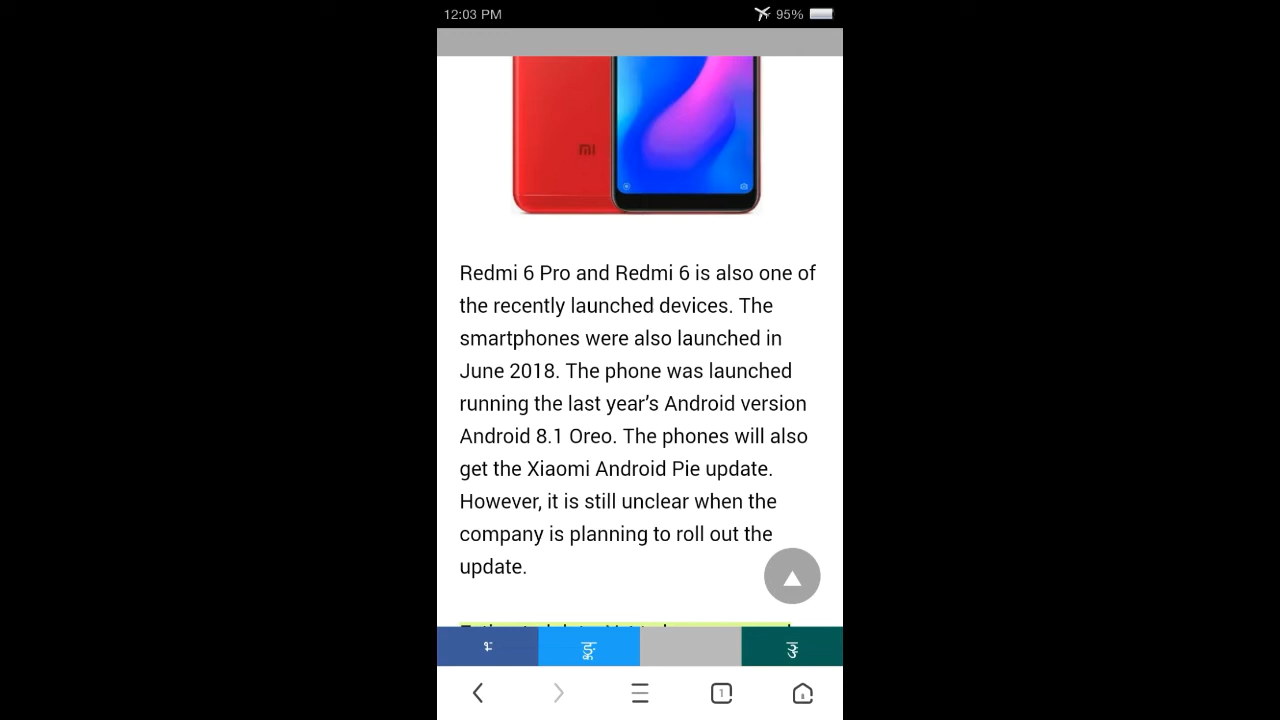 12:03 PM
95%
mi
Redmi 6 Pro and Redmi 6 is also one of
the recently launched devices. The
smartphones were also launched in
June 2018. The phone was launched
running the last year’s Android version
Android 8.1 Oreo. The phones will also
get the Xiaomi Android Pie update.
However, it is still unclear when the
company is planning to roll out the
update.
1